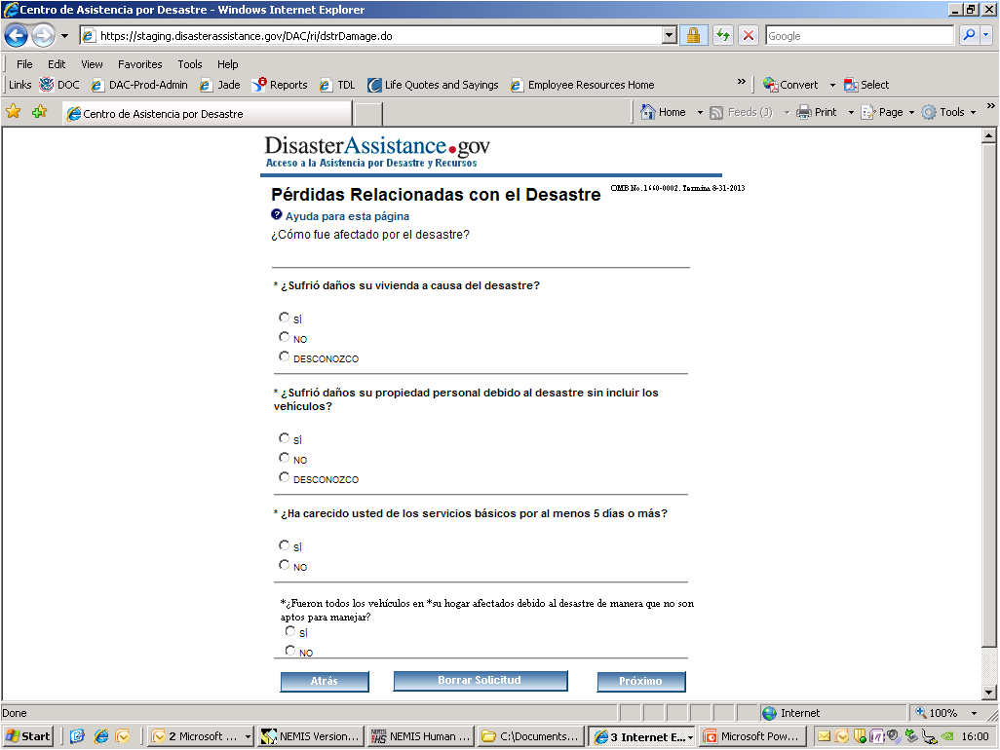 Centro de Asistencia por Desastre - Windows Internet Explorer
https://staging.disasterassistance.gov/DAC/ri/dstrDamage.do
Google
File Edit View Favorites Tools Help
Links DOC DAC-Prod-Admin Jade Reports TDL Life Quotes and Sayings Employee Resources Home » Convert Select
Centro de Asistencia por Desastre
Home Feeds (J) Print Page Tools »
DisasterAssistance.gov
Acceso a la Asistencia por Desastre y Recursos
Pérdidas Relacionadas con el Desastre
OMB No. 1660-0002. Termina 8-31-2013
? Ayuda para esta página
¿Cómo fue afectado por el desastre?
* ¿Sufrió daños su vivienda a causa del desastre?
SÍ
NO
DESCONOZCO
* ¿Sufrió daños su propiedad personal debido al desastre sin incluir los
vehículos?
SÍ
NO
DESCONOZCO
* ¿Ha carecido usted de los servicios básicos por al menos 5 días o más?
SÍ
NO
*¿Fueron todos los vehículos en *su hogar afectados debido al desastre de manera que no son
aptos para manejar?
SÍ
NO
Atrás Borrar Solicitud Próximo
Done Internet 100%
Start 2 Microsoft ... NEMIS Version... NEMIS Human ... C:\Documents... 3 Internet E... Microsoft Pow... 16:00